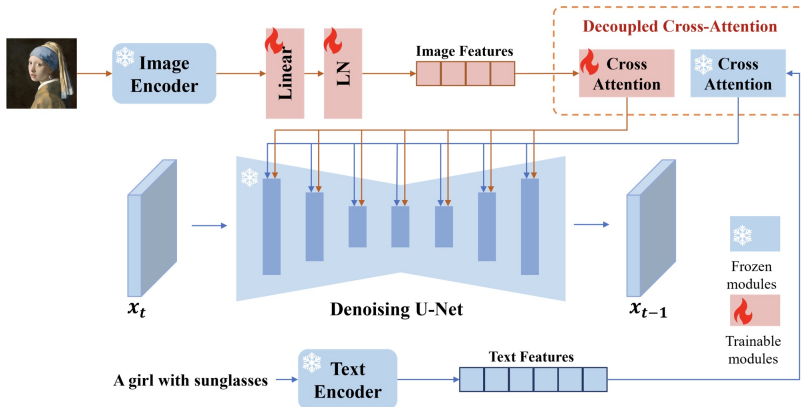 Decoupled Cross-Attention
Image
Encoder
Linear
LN
Image Features
Cross
Attention
Cross
Attention
x_t
Denoising U-Net
x_{t-1}
Frozen
modules
Trainable
modules
A girl with sunglasses
Text
Encoder
Text Features